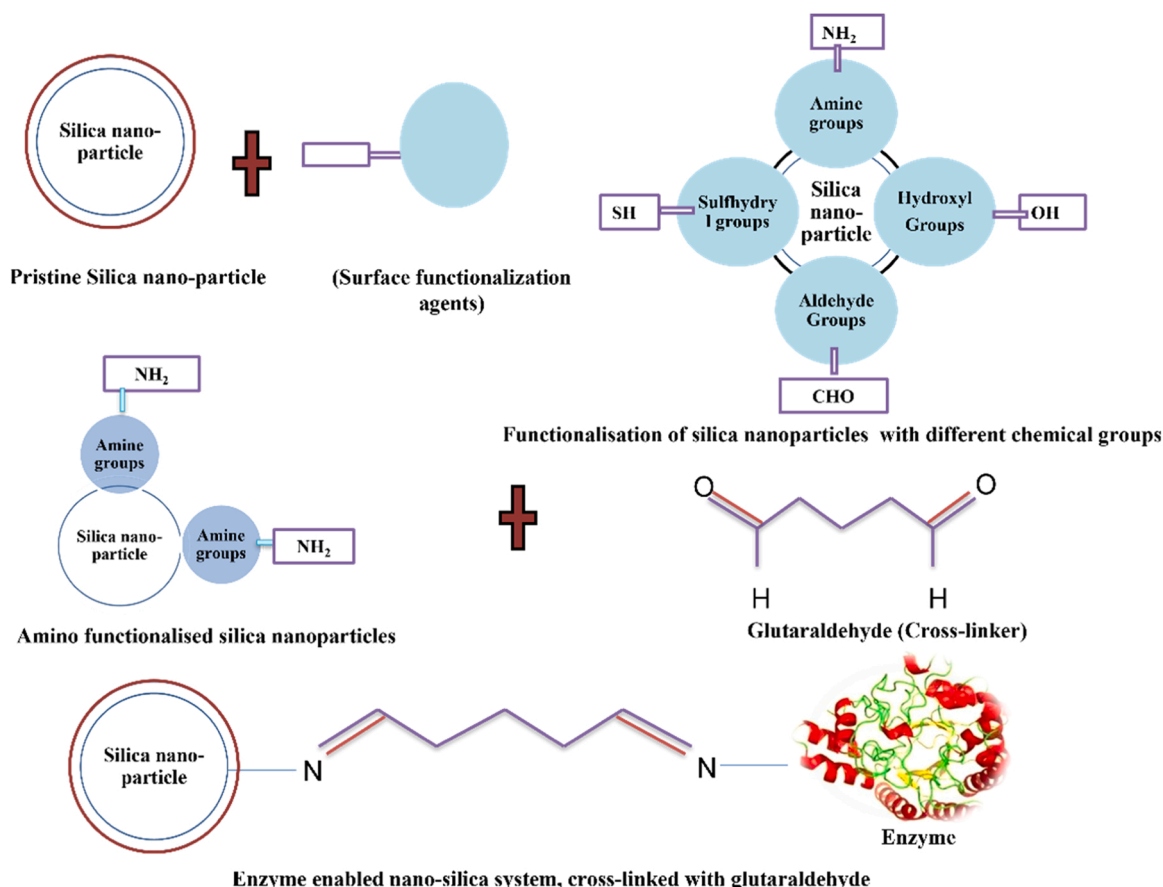 Silica nano-
particle
Pristine Silica nano-particle
(Surface functionalization
agents)
NH2
Amine
groups
SH
Sulfhydry
l groups
Silica
nano-
particle
Hydroxyl
Groups
OH
Aldehyde
Groups
CHO
Functionalisation of silica nanoparticles with different chemical groups
NH2
Amine
groups
Silica nano-
particle
Amine
groups
NH2
Amino functionalised silica nanoparticles
O
O
H
H
Glutaraldehyde (Cross-linker)
Silica nano-
particle
N
N
Enzyme
Enzyme enabled nano-silica system, cross-linked with glutaraldehyde